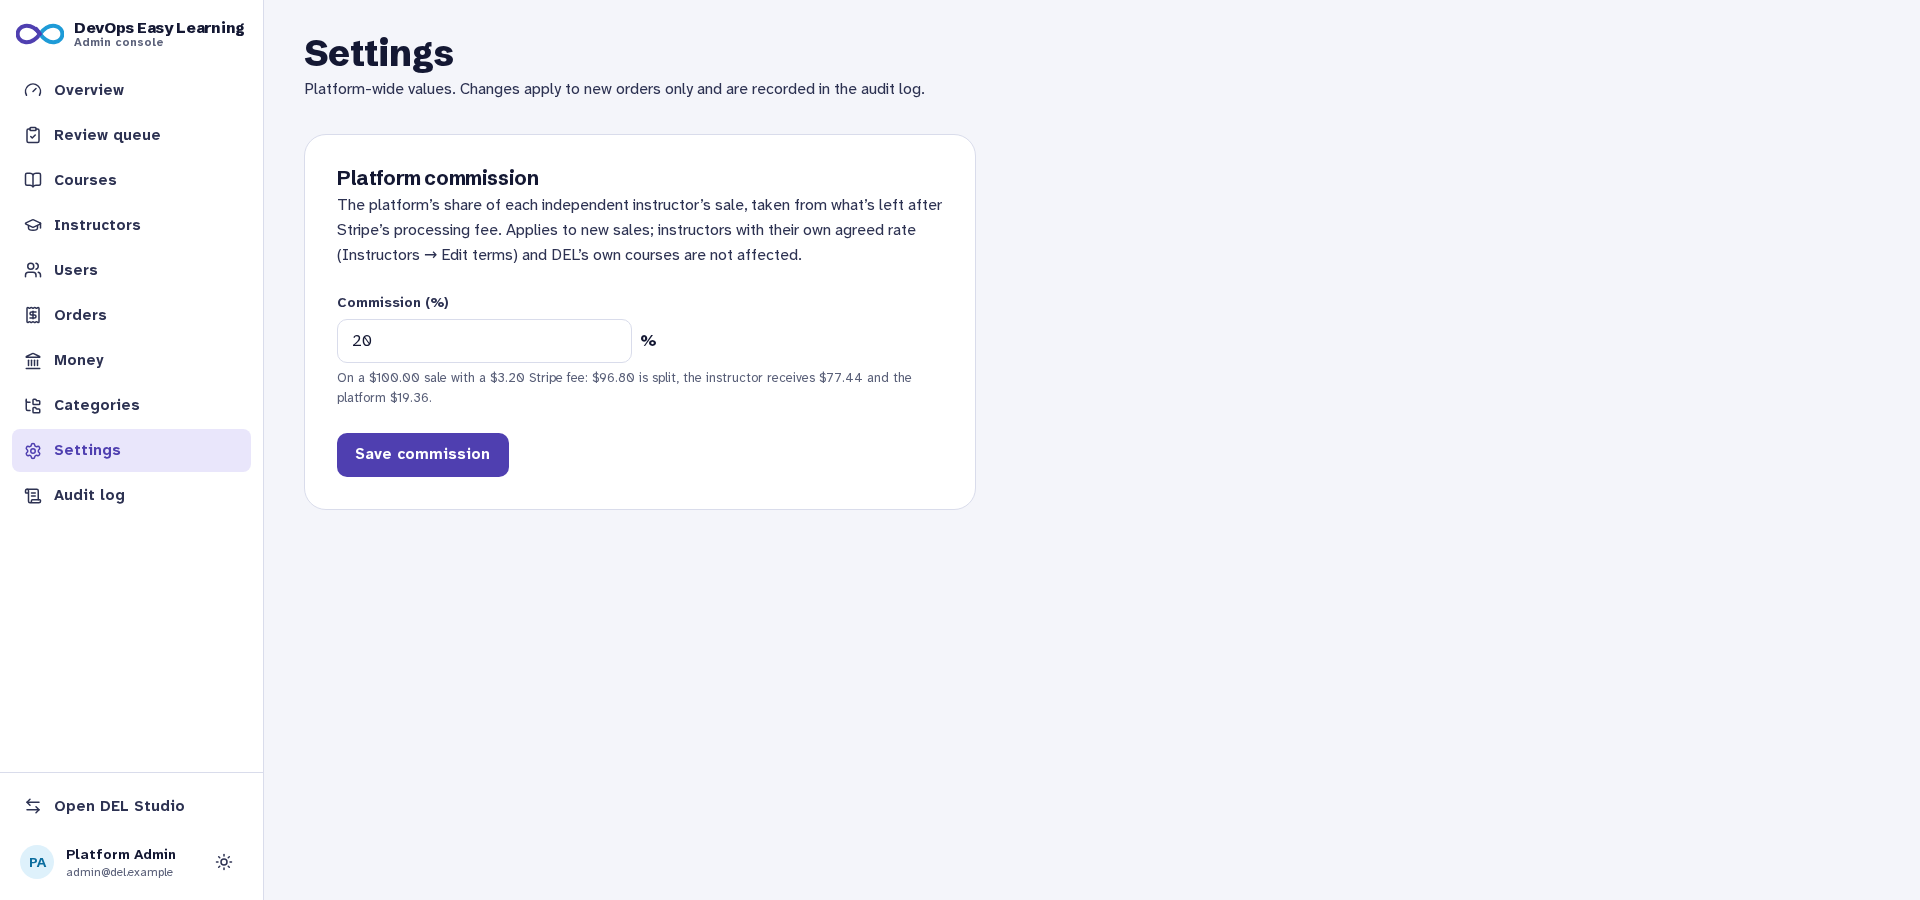 DevOps Easy Learning
Admin console
Overview
Review queue
Courses
Instructors
Users
Orders
Money
Categories
Settings
Audit log
Open DEL Studio
PA
Platform Admin
admin@del.example
Settings
Platform-wide values. Changes apply to new orders only and are recorded in the audit log.
Platform commission
The platform’s share of each independent instructor’s sale, taken from what’s left after
Stripe’s processing fee. Applies to new sales; instructors with their own agreed rate
(Instructors → Edit terms) and DEL’s own courses are not affected.
Commission (%)
20 %
On a $100.00 sale with a $3.20 Stripe fee: $96.80 is split, the instructor receives $77.44 and the
platform $19.36.
Save commission